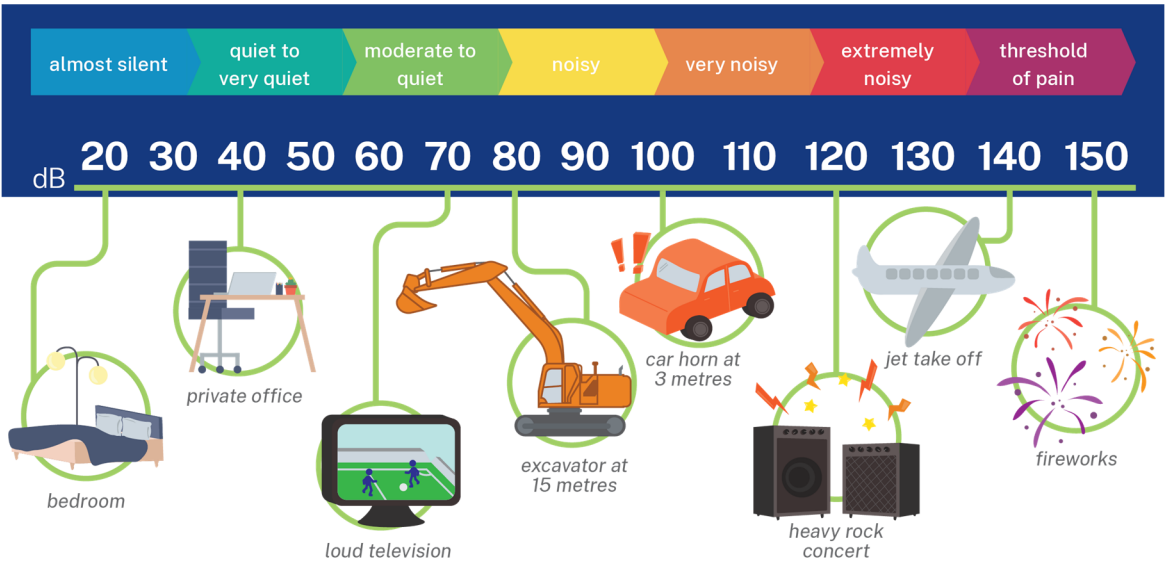 almost silent
quiet to
very quiet
moderate to
quiet
noisy
very noisy
extremely
noisy
threshold
of pain
dB
20 30 40 50 60 70 80 90 100 110 120 130 140 150
bedroom
private office
loud television
excavator at
15 metres
car horn at
3 metres
heavy rock
concert
jet take off
fireworks